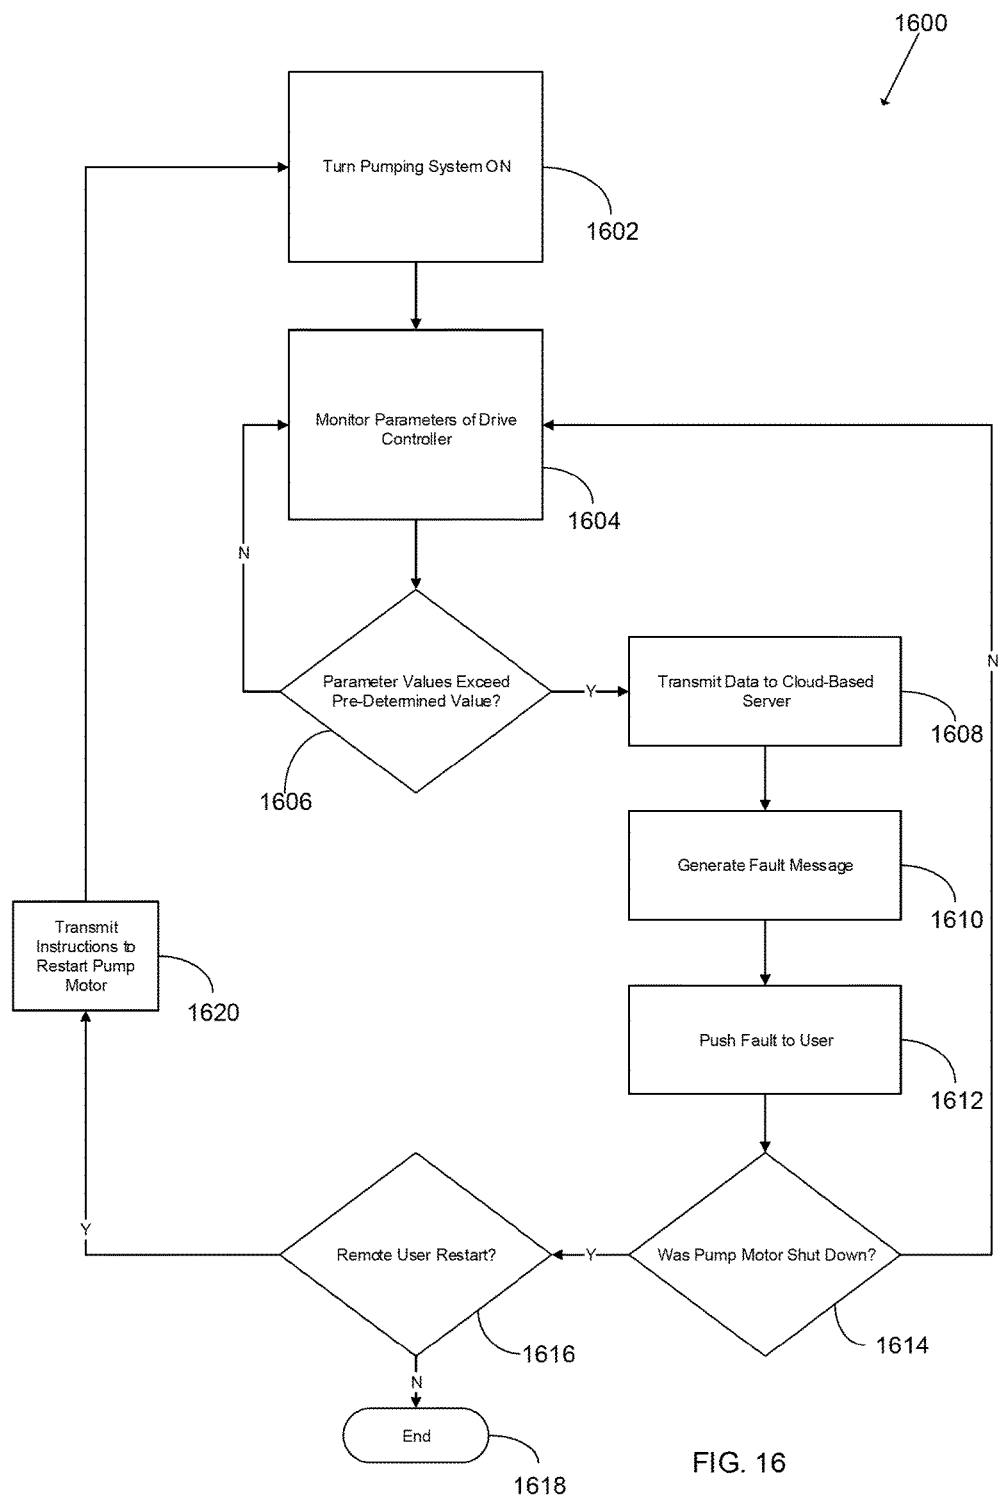 1600
Turn Pumping System ON
1602
Monitor Parameters of Drive
Controller
1604
N
Parameter Values Exceed
Pre-Determined Value?
1606
Y
Transmit Data to Cloud-Based
Server
1608
N
Generate Fault Message
1610
Push Fault to User
1612
Was Pump Motor Shut Down?
1614
Y
Remote User Restart?
1616
Y
Transmit
Instructions to
Restart Pump
Motor
1620
N
End
1618
FIG. 16